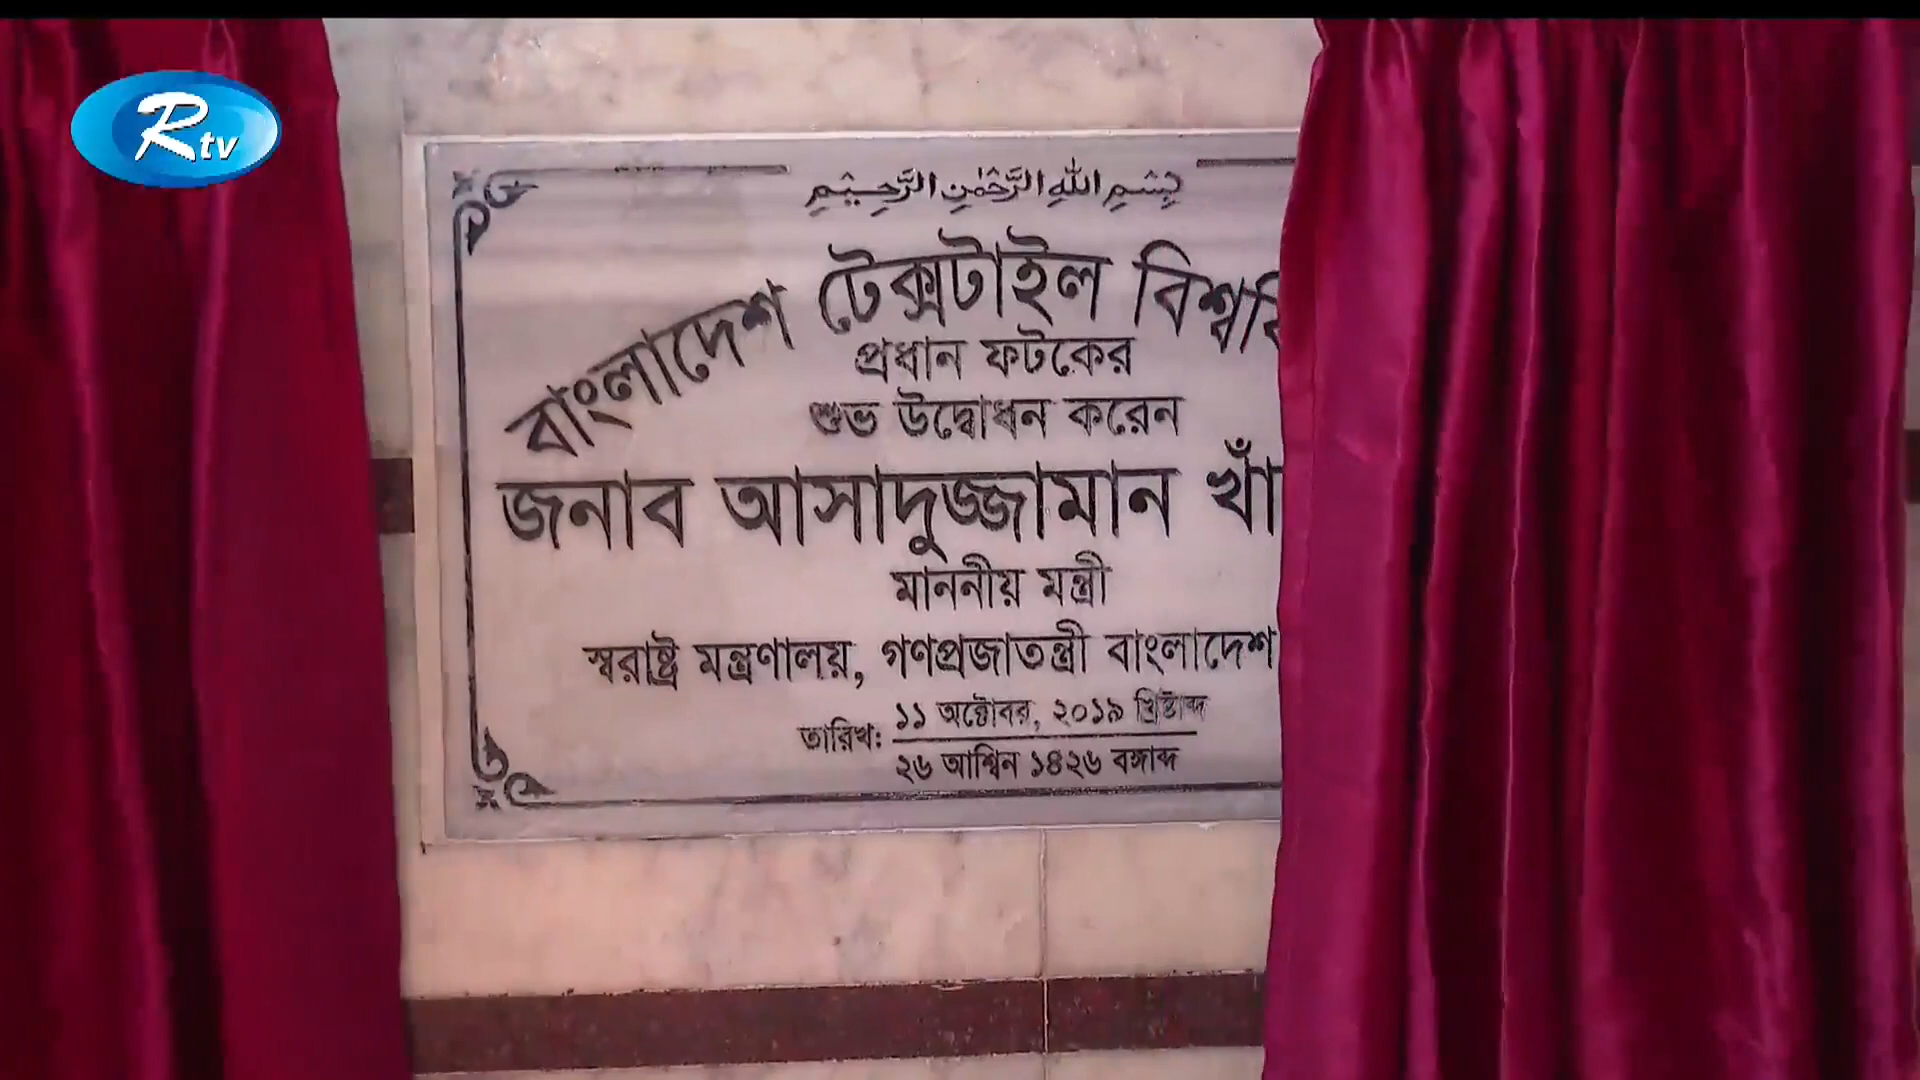 Rtv
بِسْمِ اللهِ الرَّحْمٰنِ الرَّحِيْمِ
বাংলাদেশ টেক্সটাইল
প্রধান ফটকের
শুভ উদ্বোধন করেন
জনাব আসাদুজ্জামান খাঁ
মাননীয় মন্ত্রী
স্বরাষ্ট্র মন্ত্রণালয়, গণপ্রজাতন্ত্রী বাংলাদেশ
তারিখ: ১১ অক্টোবর, ২০১৯ খ্রিষ্টাব্দ
২৬ আশ্বিন ১৪২৬ বঙ্গাব্দ